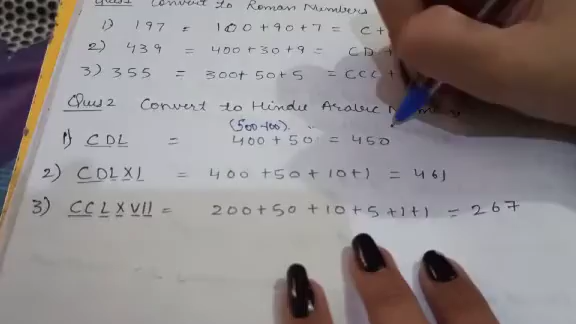 Ques1 Convert to Roman Numbers
1) 197 = 100 + 90 + 7 = C +
2) 439 = 400 + 30 + 9 = CD +
3) 355 = 300 + 50 + 5 = CCC +
Ques 2 Convert to Hindu Arabic Numbers
(500-100)
1) CDL = 400 + 50 = 450
2) CDLXI = 400 + 50 + 10 + 1 = 461
3) CCLXVII = 200 + 50 + 10 + 5 + 1 + 1 = 267